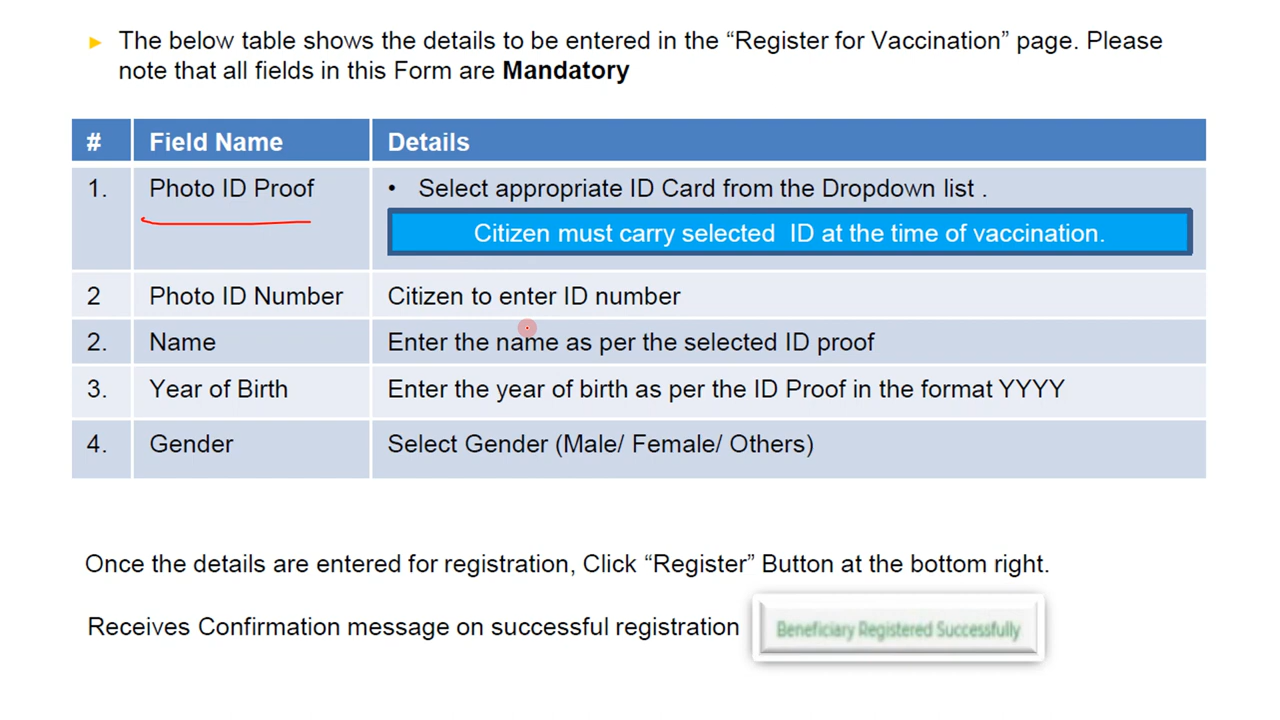 The below table shows the details to be entered in the “Register for Vaccination” page. Please
note that all fields in this Form are Mandatory
# Field Name Details
1. Photo ID Proof • Select appropriate ID Card from the Dropdown list .
Citizen must carry selected ID at the time of vaccination.
2 Photo ID Number Citizen to enter ID number
2. Name Enter the name as per the selected ID proof
3. Year of Birth Enter the year of birth as per the ID Proof in the format YYYY
4. Gender Select Gender (Male/ Female/ Others)
Once the details are entered for registration, Click “Register” Button at the bottom right.
Receives Confirmation message on successful registration Beneficiary Registered Successfully